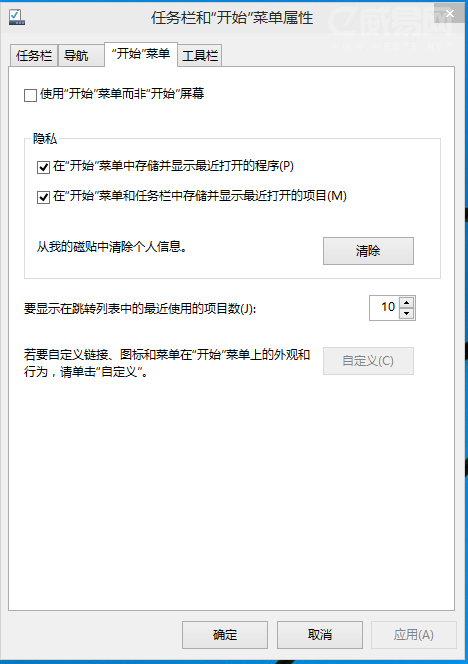 任务栏和“开始”菜单属性
e威易网
任务栏
导航
“开始”菜单
工具栏
使用“开始”菜单而非“开始”屏幕
隐私
在“开始”菜单中存储并显示最近打开的程序(P)
在“开始”菜单和任务栏中存储并显示最近打开的项目(M)
从我的磁贴中清除个人信息。
清除
要显示在跳转列表中的最近使用的项目数(J):
10
若要自定义链接、图标和菜单在“开始”菜单上的外观和
行为，请单击“自定义”。
自定义(C)
确定
取消
应用(A)